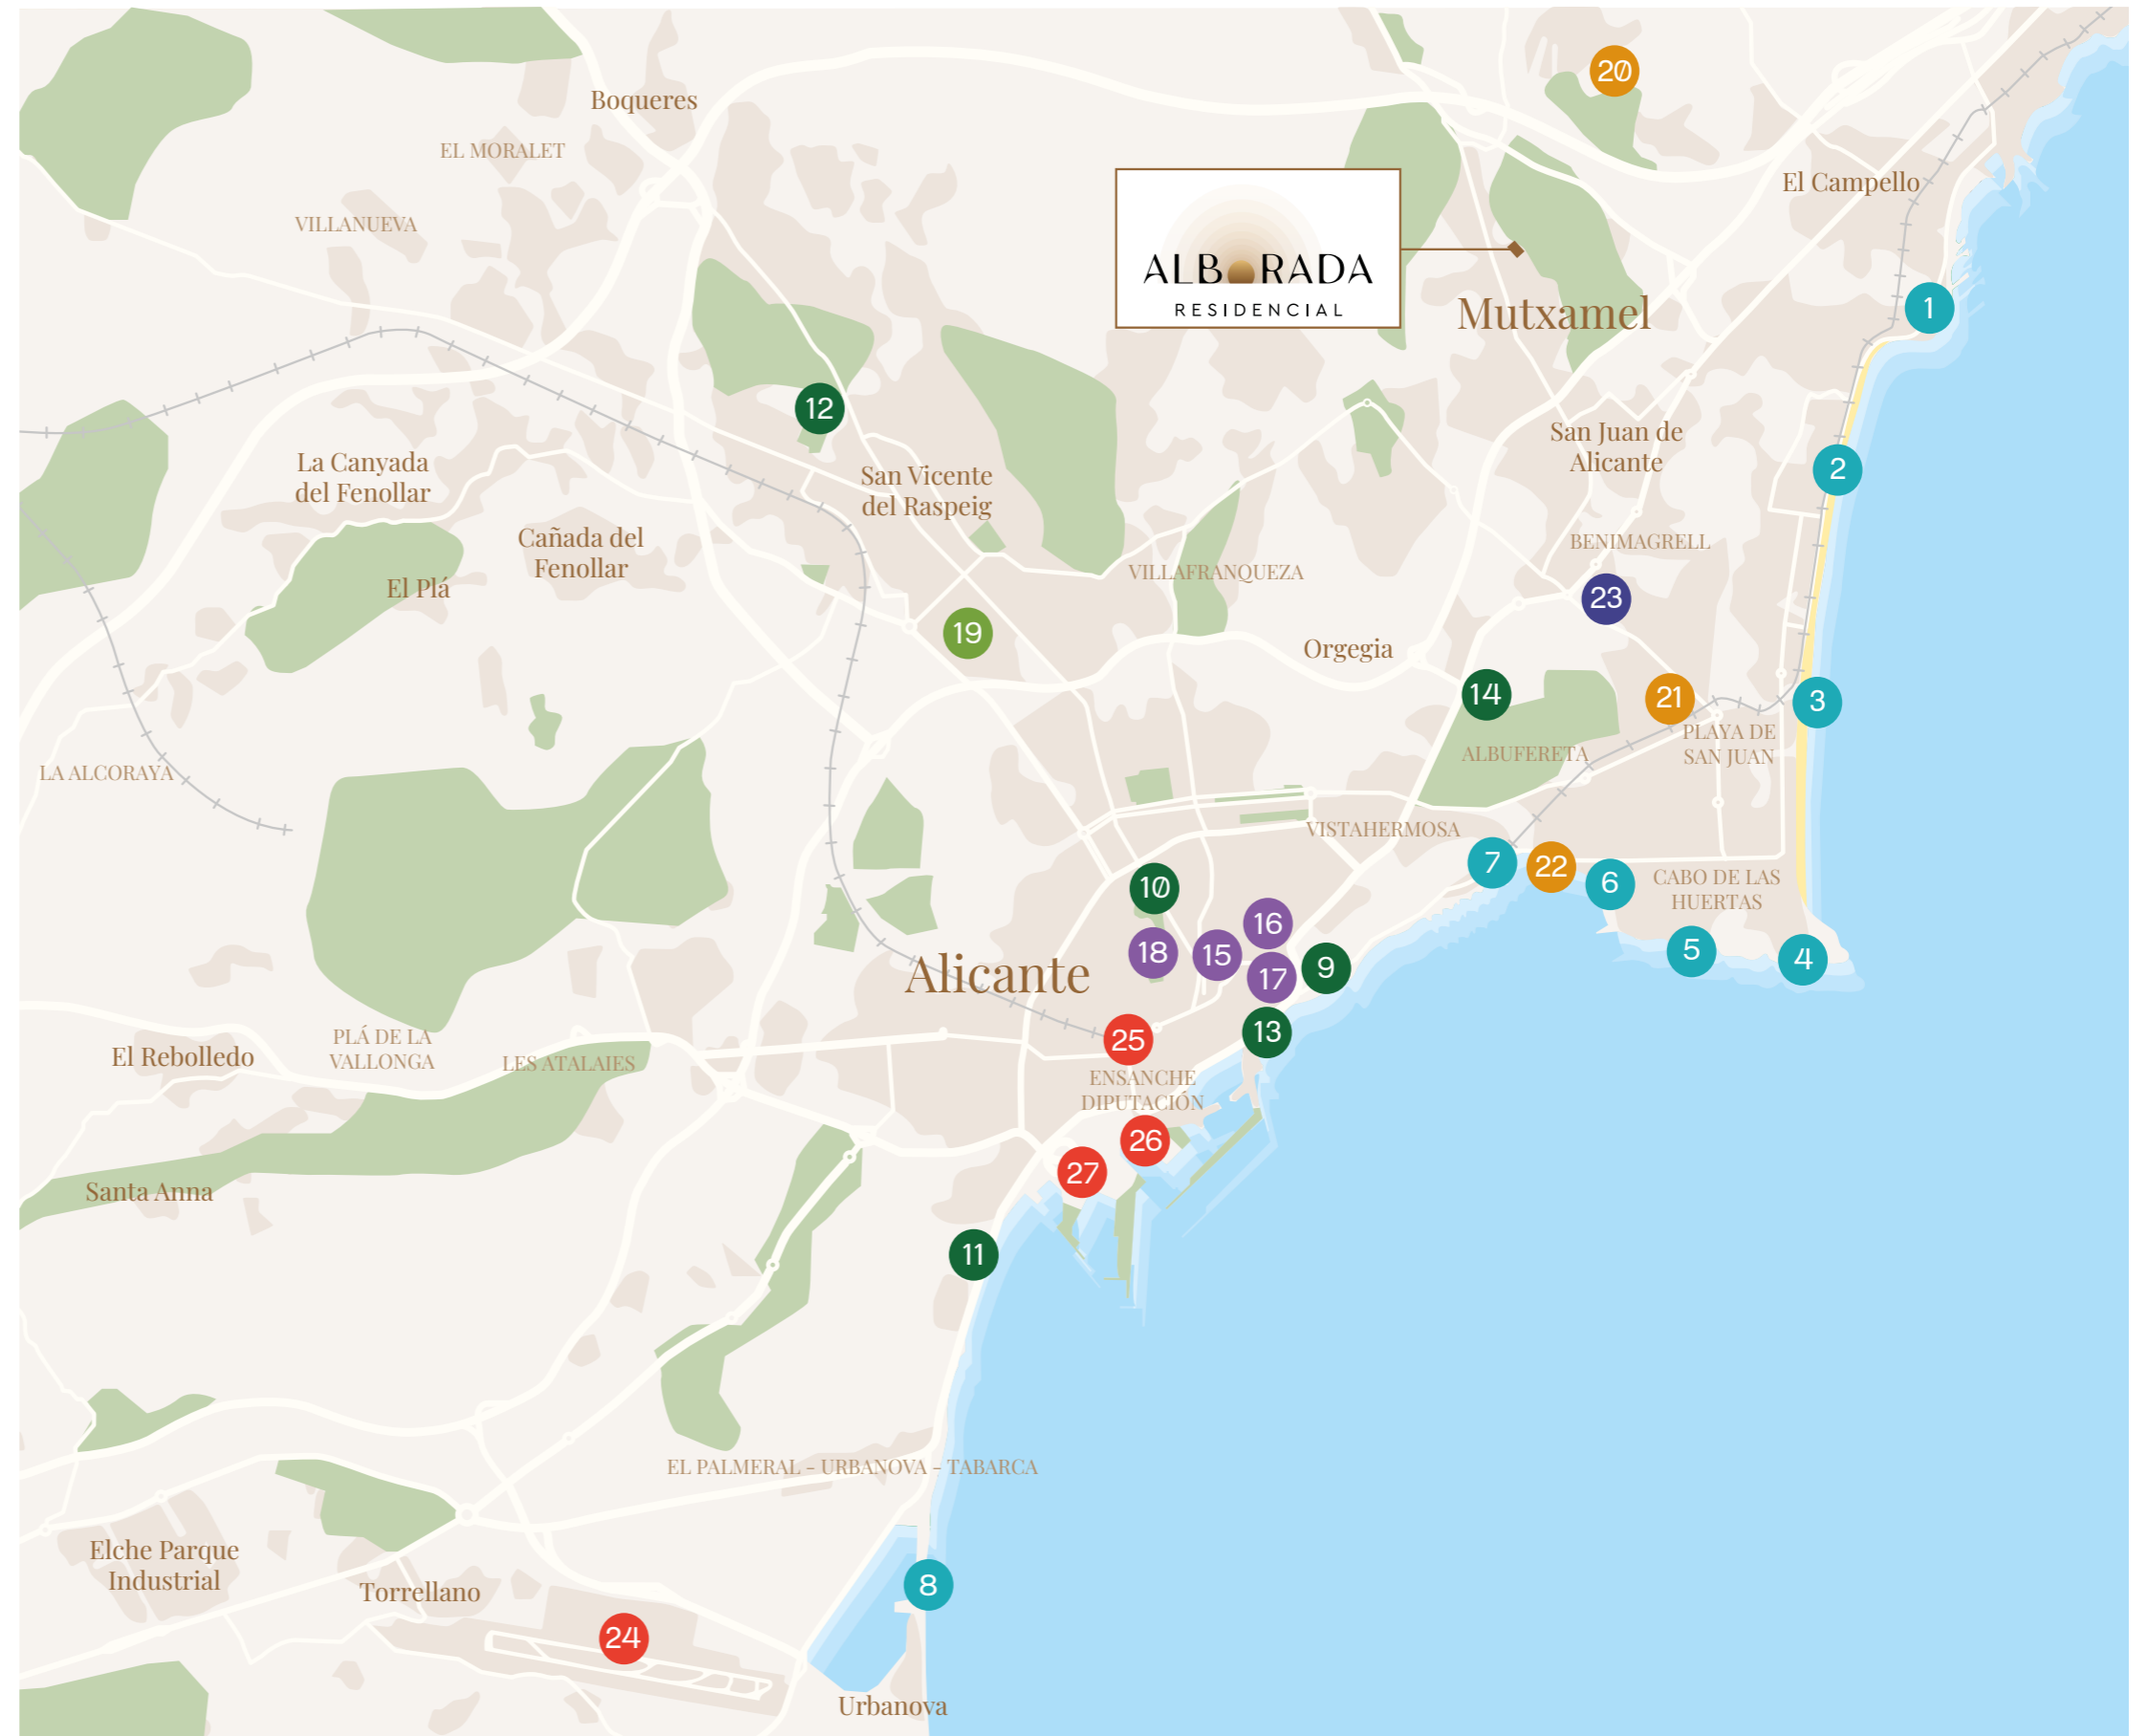 20
Boqueres
EL MORALET
El Campello
VILLANUEVA
ALBORADA
RESIDENCIAL
Mutxamel
1
12
San Juan de
Alicante
La Canyada
del Fenollar
San Vicente
del Raspeig
2
Cañada del
Fenollar
BENIMAGRELL
El Plá
VILLAFRANQUEZA
23
19
Orgegia
14
21
3
PLAYA DE
SAN JUAN
ALBUFERETA
LA ALCORAYA
VISTAHERMOSA
7
22
6
CABO DE LAS
HUERTAS
10
16
18
15
17
9
5
4
Alicante
13
25
PLÁ DE LA
VALLONGA
El Rebolledo
LES ATALAIES
ENSANCHE
DIPUTACIÓN
26
27
Santa Anna
11
EL PALMERAL - URBANOVA - TABARCA
Elche Parque
Industrial
Torrellano
8
24
Urbanova